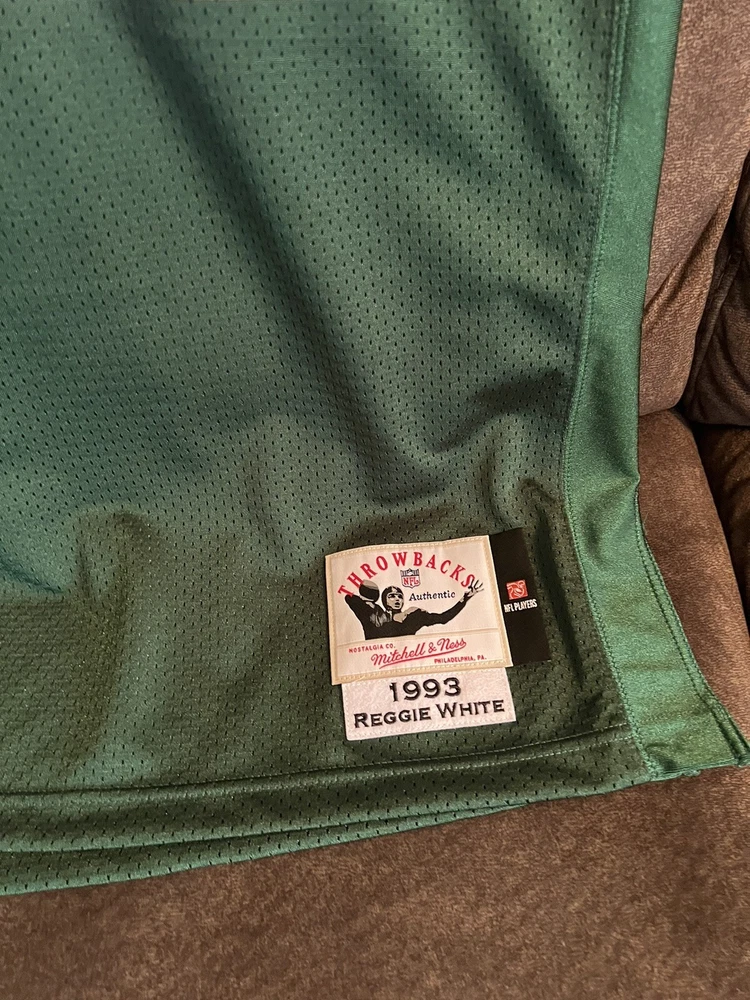 THROWBACKS
NFL
Authentic
NFL PLAYERS
NOSTALGIA CO.
Mitchell & Ness
PHILADELPHIA, PA.
1993
REGGIE WHITE